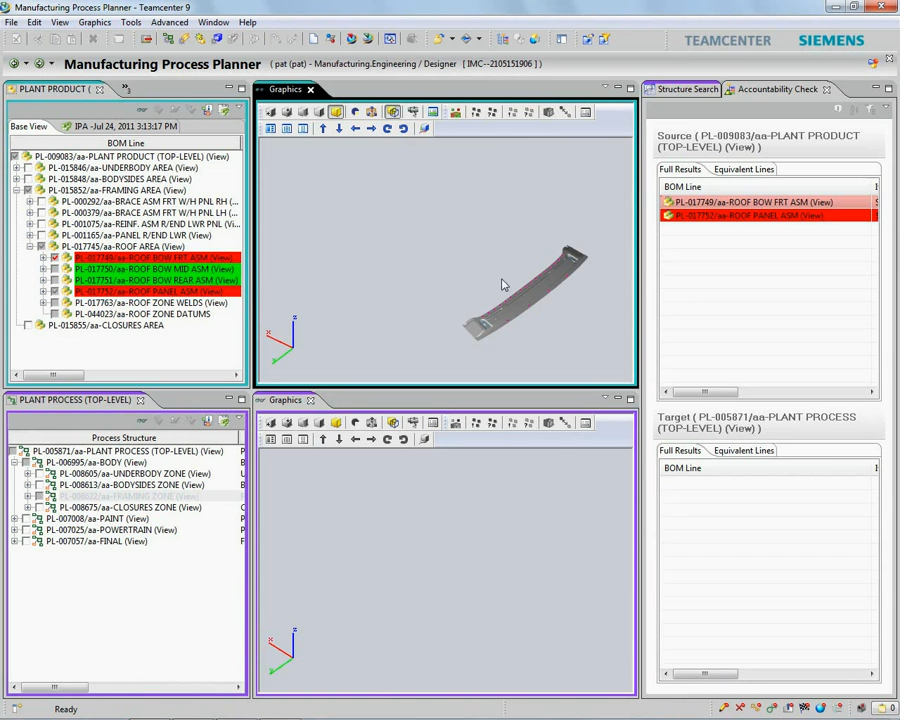 Manufacturing Process Planner - Teamcenter 9
File Edit View Graphics Tools Advanced Window Help
TEAMCENTER SIEMENS
Manufacturing Process Planner ( pat (pat) - Manufacturing.Engineering / Designer [ IMC--2105151906 ] )
PLANT PRODUCT (
Base View IPA -Jul 24, 2011 3:13:17 PM
BOM Line
PL-009083/aa-PLANT PRODUCT (TOP-LEVEL) (View)
PL-015846/aa-UNDERBODY AREA (View)
PL-015848/aa-BODYSIDES AREA (View)
PL-015852/aa-FRAMING AREA (View)
PL-000292/aa-BRACE ASM FRT W/H PNL RH (...
PL-000379/aa-BRACE ASM FRT W/H PNL LH (...
PL-001075/aa-REINF. ASM R/END LWR PNL (Vi...
PL-001165/aa-PANEL R/END LWR (View)
PL-017745/aa-ROOF AREA (View)
PL-017749/aa-ROOF BOW FRT ASM (View)
PL-017750/aa-ROOF BOW MID ASM (View)
PL-017751/aa-ROOF BOW REAR ASM (View)
PL-017752/aa-ROOF PANEL ASM (View)
PL-017763/aa-ROOF ZONE WELDS (View)
PL-044023/aa-ROOF ZONE DATUMS
PL-015855/aa-CLOSURES AREA
Graphics
Structure Search Accountability Check
Source ( PL-009083/aa-PLANT PRODUCT
(TOP-LEVEL) (View) )
Full Results Equivalent Lines
BOM Line
PL-017749/aa-ROOF BOW FRT ASM (View)
PL-017752/aa-ROOF PANEL ASM (View)
PLANT PROCESS (TOP-LEVEL)
Process Structure
PL-005871/aa-PLANT PROCESS (TOP-LEVEL) (View)
PL-006995/aa-BODY (View)
PL-008605/aa-UNDERBODY ZONE (View)
PL-008613/aa-BODYSIDES ZONE (View)
PL-008622/aa-FRAMING ZONE (View)
PL-008675/aa-CLOSURES ZONE (View)
PL-007008/aa-PAINT (View)
PL-007025/aa-POWERTRAIN (View)
PL-007057/aa-FINAL (View)
Graphics
Target ( PL-005871/aa-PLANT PROCESS
(TOP-LEVEL) (View) )
Full Results Equivalent Lines
BOM Line
Ready
0